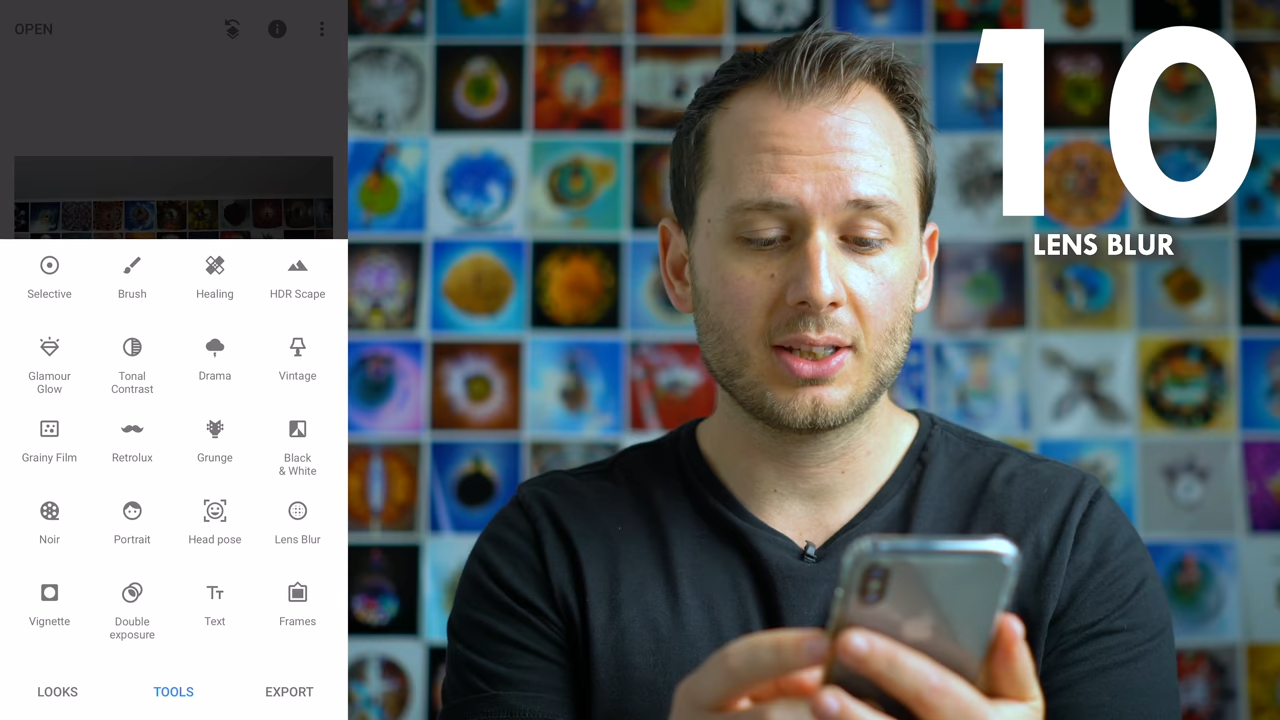 OPEN
Selective
Brush
Healing
HDR Scape
Glamour
Glow
Tonal
Contrast
Drama
Vintage
Grainy Film
Retrolux
Grunge
Black
& White
Noir
Portrait
Head pose
Lens Blur
Vignette
Double
exposure
Text
Frames
LOOKS
TOOLS
EXPORT
10
LENS BLUR